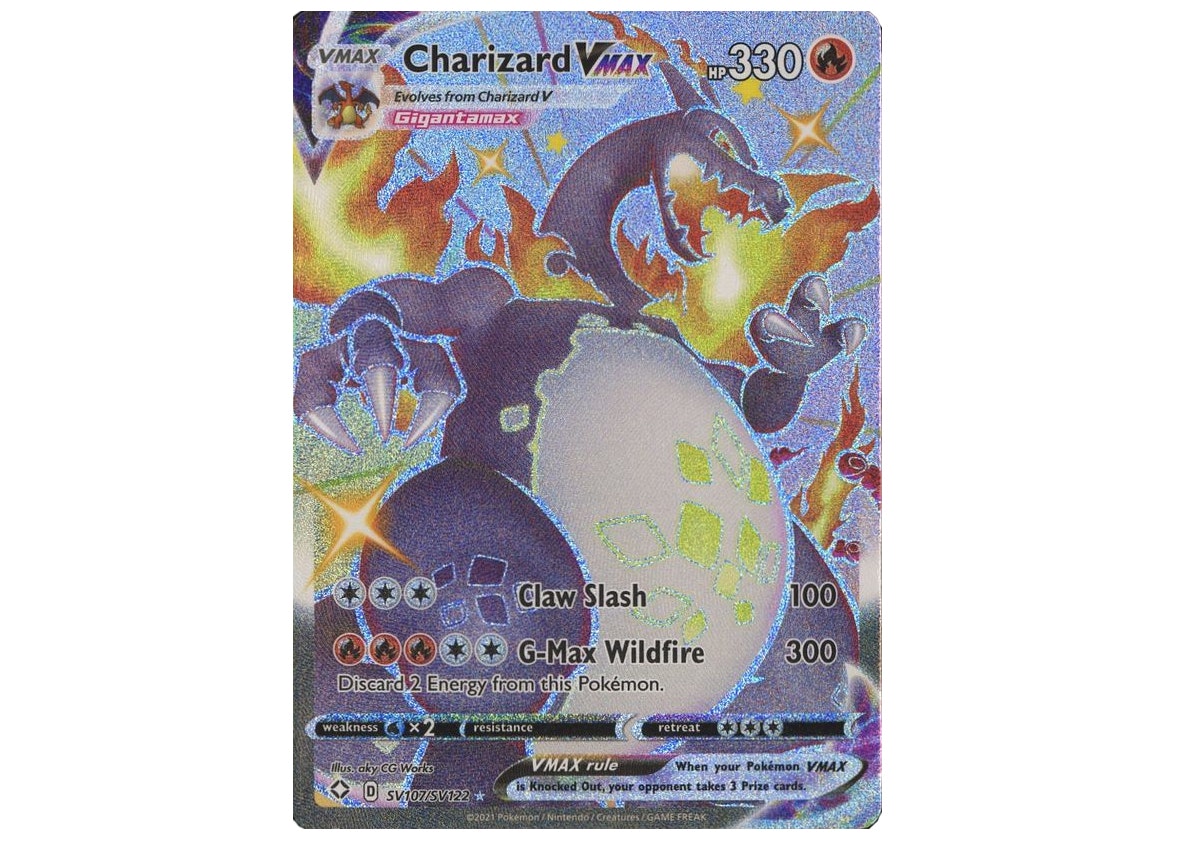 VMAX
Charizard VMAX HP 330
Evolves from Charizard V
Gigantamax
Claw Slash 100
G-Max Wildfire 300
Discard 2 Energy from this Pokémon.
weakness ×2 resistance retreat
Illus. aky CG Works
VMAX rule When your Pokémon VMAX
is Knocked Out, your opponent takes 3 Prize cards.
D SV107/SV122
©2021 Pokémon / Nintendo / Creatures / GAME FREAK